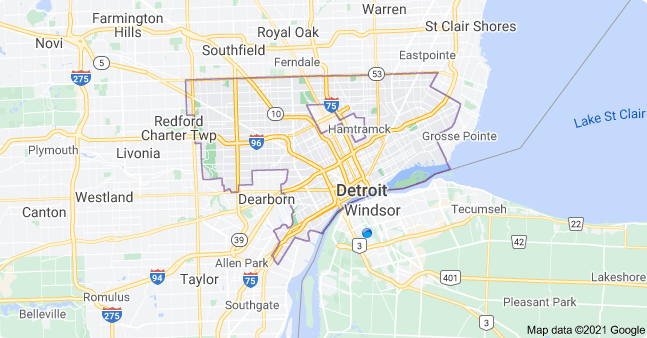 Warren
Farmington
Hills
St Clair Shores
Royal Oak
Novi
Southfield
Eastpointe
Ferndale
5
53
275
75
10
Redford
Charter Twp
Hamtramck
Lake St Clair
Grosse Pointe
96
Plymouth
Livonia
Detroit
Westland
Dearborn
Windsor
Tecumseh
Canton
22
39
3
42
Allen Park
94
Taylor
75
401
Lakeshore
Romulus
Southgate
Pleasant Park
Belleville
275
3
Map data ©2021 Google